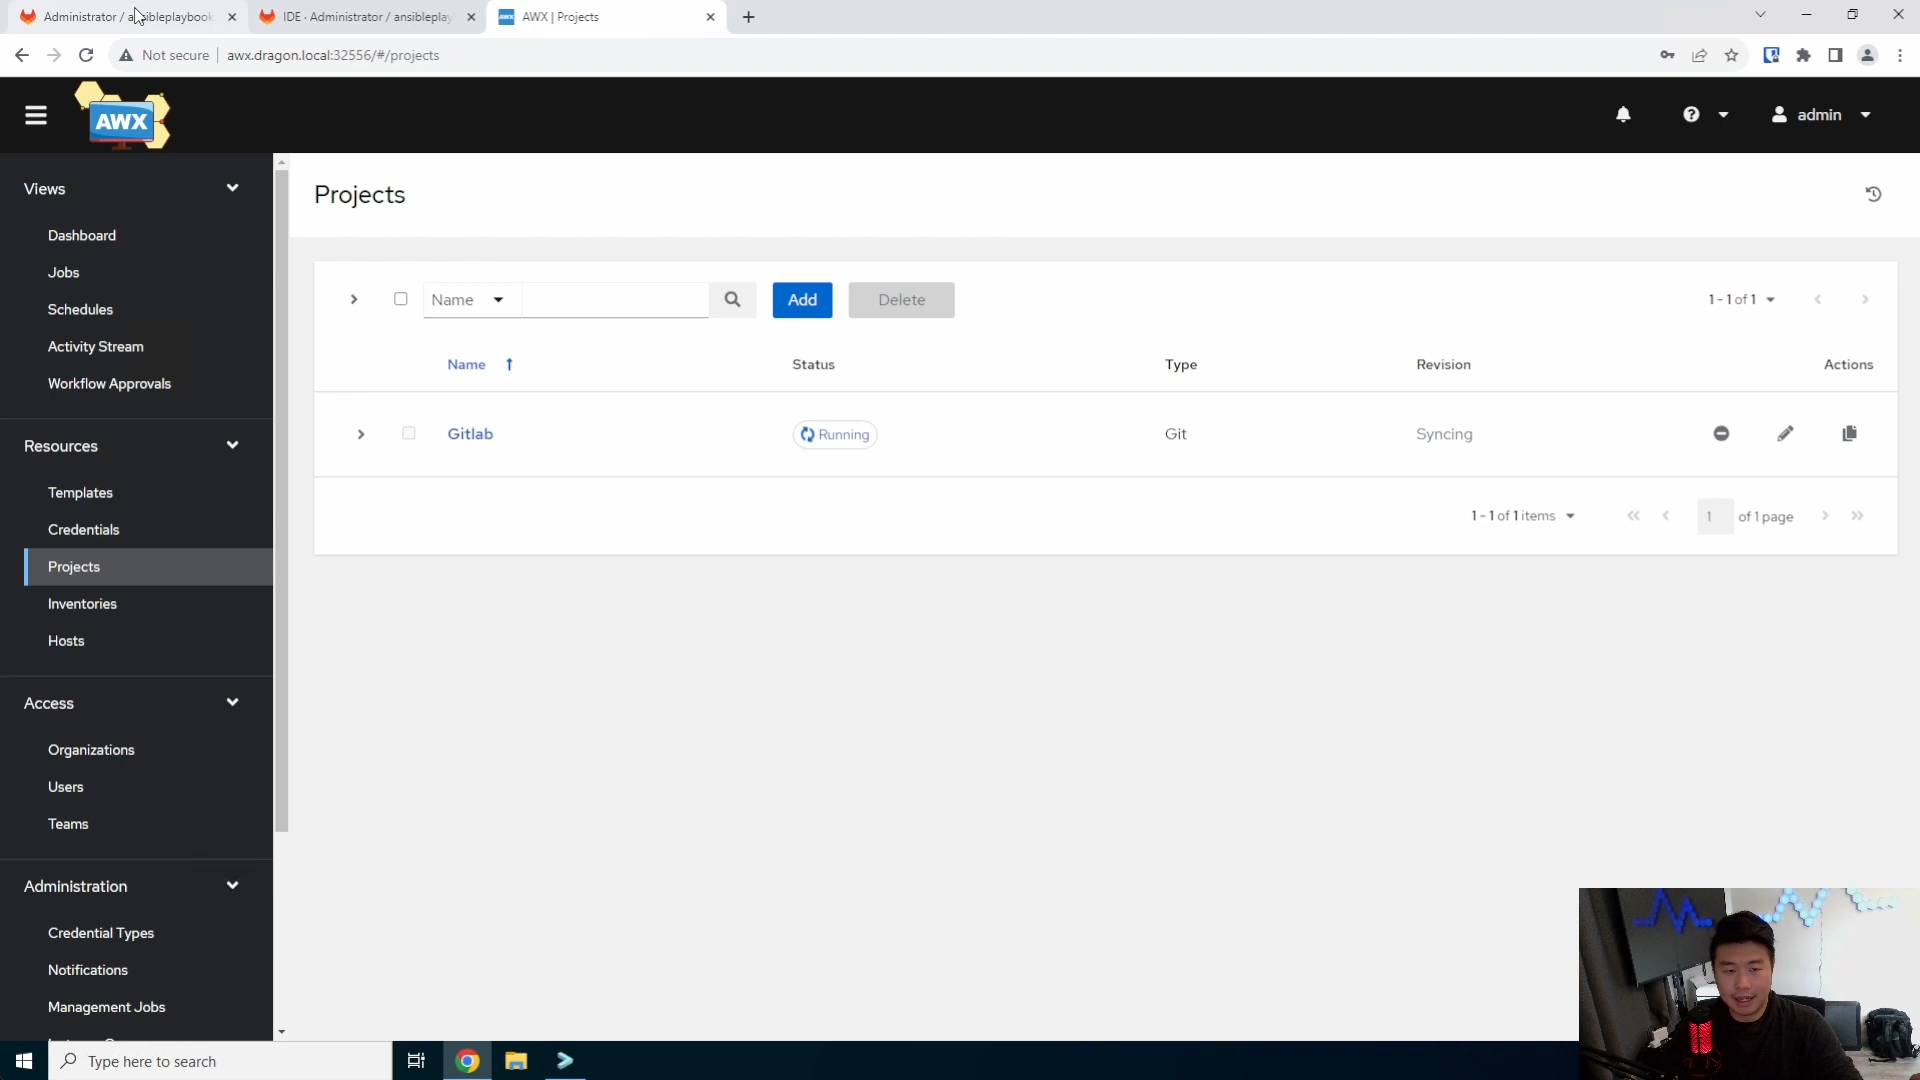 Administrator / ansibleplaybook
IDE · Administrator / ansibleplay
AWX | Projects
Not secure
awx.dragon.local:32556/#/projects
AWX
admin
Views
Dashboard
Jobs
Schedules
Activity Stream
Workflow Approvals
Resources
Templates
Credentials
Projects
Inventories
Hosts
Access
Organizations
Users
Teams
Administration
Credential Types
Notifications
Management Jobs
Projects
Name
Add
Delete
1 - 1 of 1
Name
Status
Type
Revision
Actions
Gitlab
Running
Git
Syncing
1 - 1 of 1 items
1
of 1 page
Type here to search